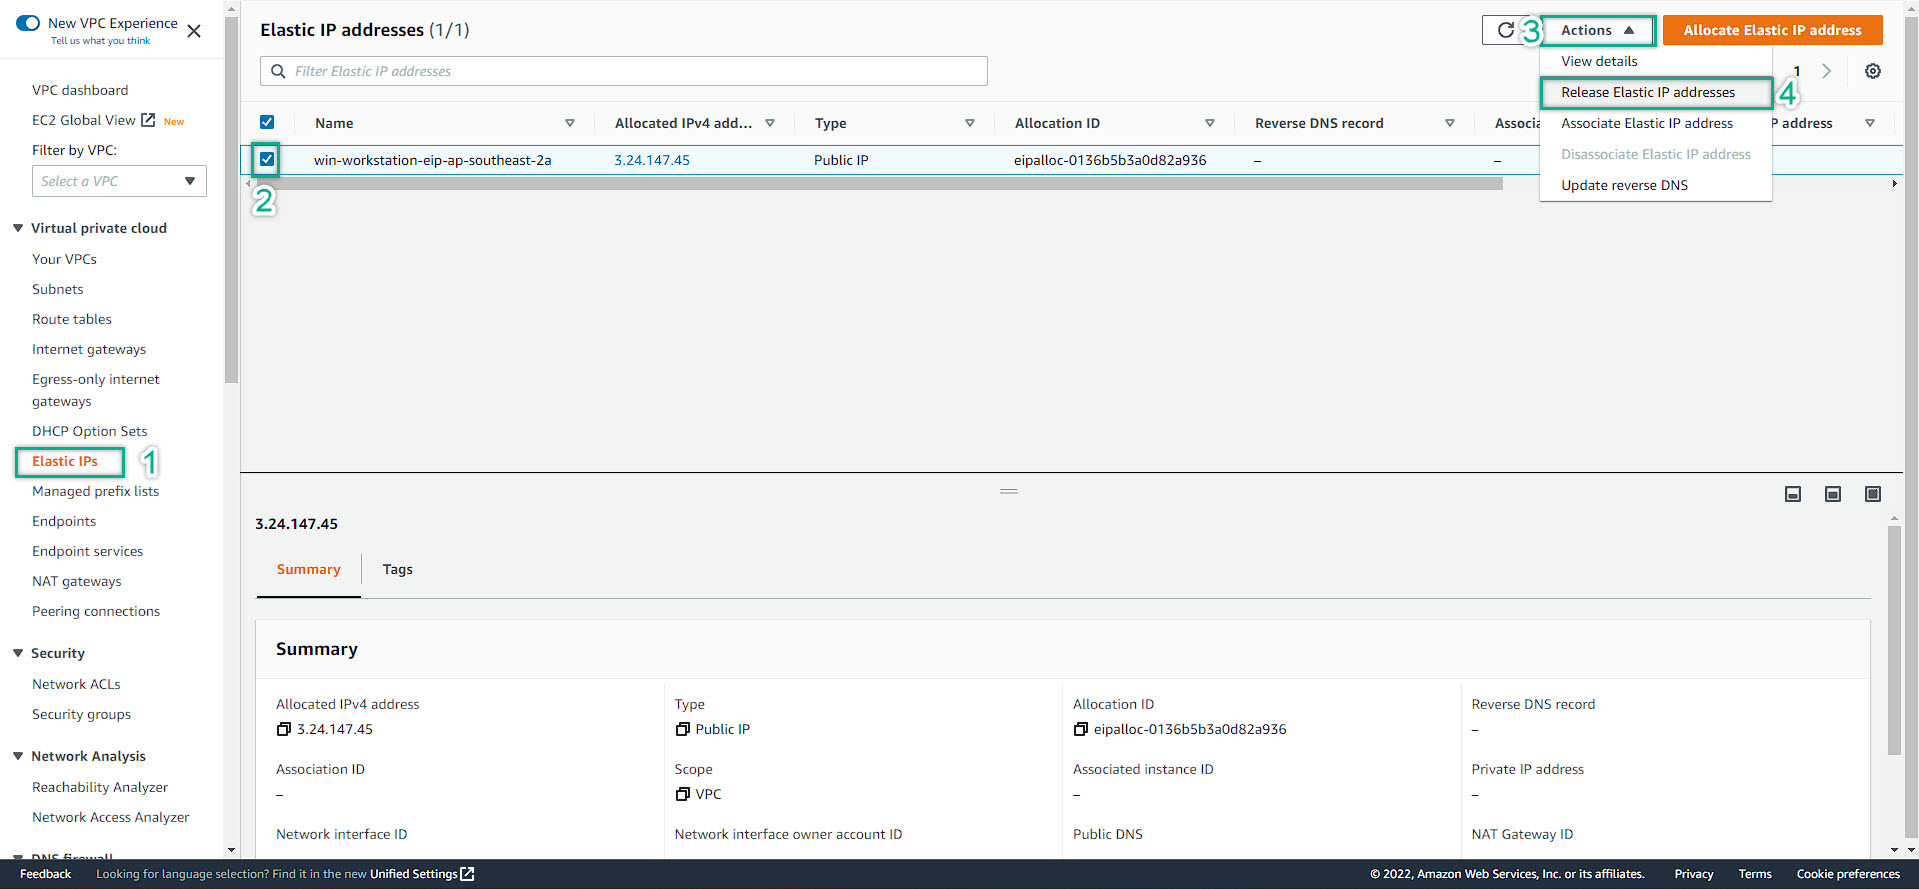 New VPC Experience
Tell us what you think
VPC dashboard
EC2 Global View New
Filter by VPC:
Select a VPC
Virtual private cloud
Your VPCs
Subnets
Route tables
Internet gateways
Egress-only internet
gateways
DHCP Option Sets
Elastic IPs 1
Managed prefix lists
Endpoints
Endpoint services
NAT gateways
Peering connections
Security
Network ACLs
Security groups
Network Analysis
Reachability Analyzer
Network Access Analyzer
DNS firewall
Elastic IP addresses (1/1)
3 Actions Allocate Elastic IP address
Filter Elastic IP addresses
1
View details
Release Elastic IP addresses 4
Associate Elastic IP address
Disassociate Elastic IP address
Update reverse DNS
Name Allocated IPv4 add... Type Allocation ID Reverse DNS record Associa P address
win-workstation-eip-ap-southeast-2a 3.24.147.45 Public IP eipalloc-0136b5b3a0d82a936 – –
2
3.24.147.45
Summary Tags
Summary
Allocated IPv4 address Type Allocation ID Reverse DNS record
3.24.147.45 Public IP eipalloc-0136b5b3a0d82a936 –
Association ID Scope Associated instance ID Private IP address
– VPC – –
Network interface ID Network interface owner account ID Public DNS NAT Gateway ID
Feedback Looking for language selection? Find it in the new Unified Settings © 2022, Amazon Web Services, Inc. or its affiliates. Privacy Terms Cookie preferences